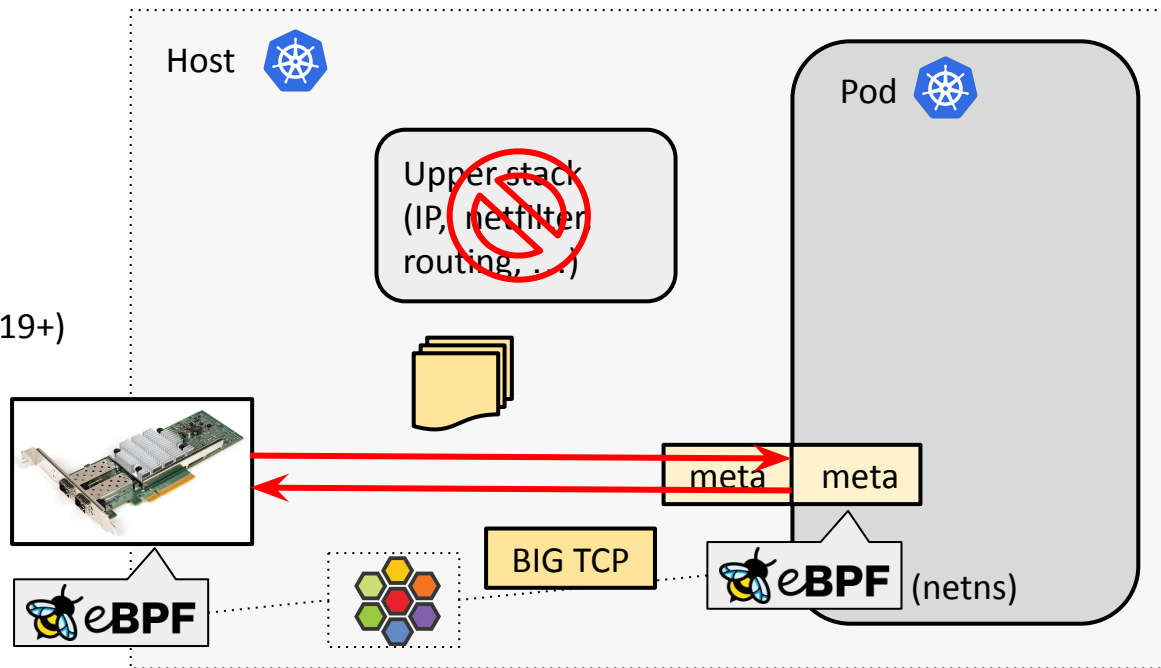 Host
Pod
Upper stack
(IP, netfilter,
routing, ...)
19+)
meta
meta
BIG TCP
eBPF
eBPF
(netns)